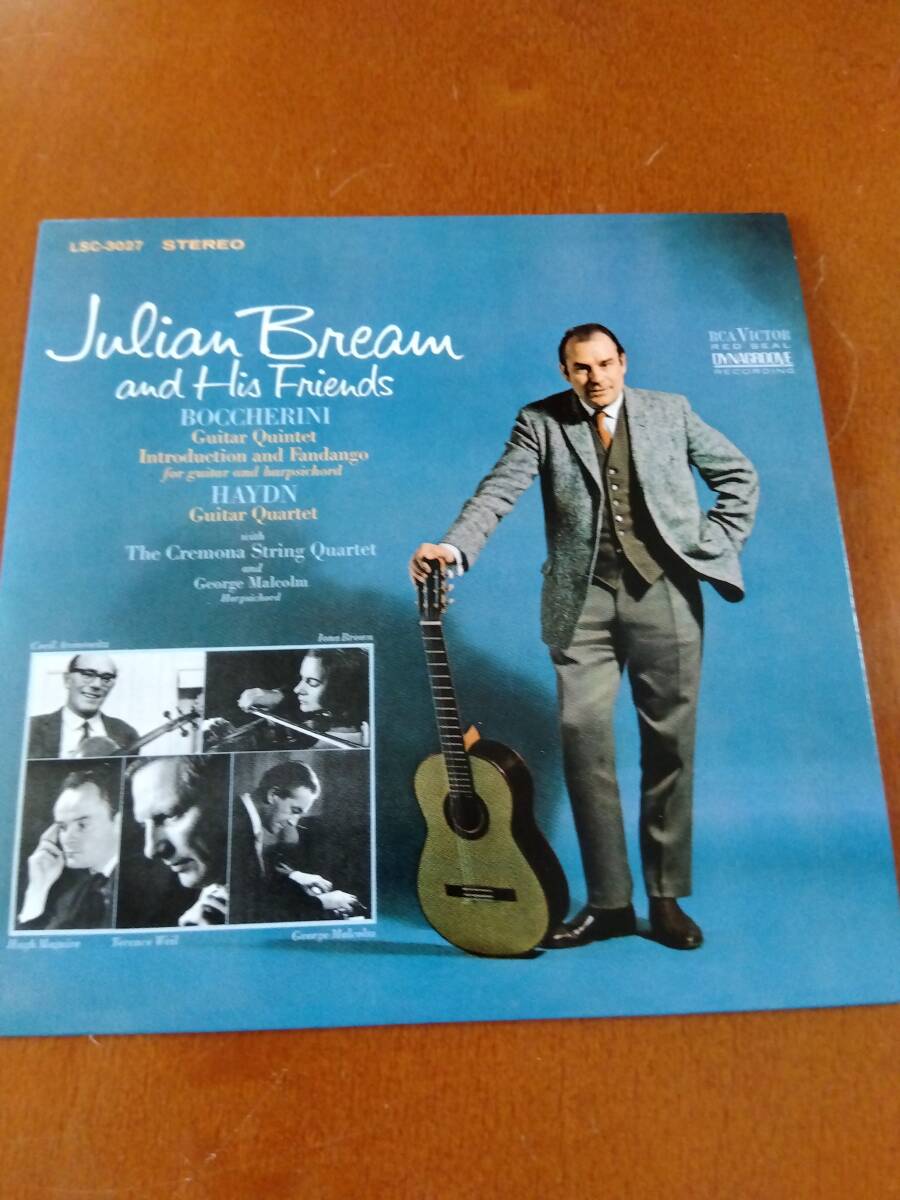 LSC-3027 STEREO
Julian Bream
and His Friends
BOCCHERINI
Guitar Quintet
Introduction and Fandango
for guitar and harpsichord
HAYDN
Guitar Quartet
with
The Cremona String Quartet
and
George Malcolm
Harpsichord
RCA VICTOR
RED SEAL
DYNAGROOVE
RECORDING
Cecil Aronowitz
Iona Brown
Hugh Maguire
Terence Weil
George Malcolm